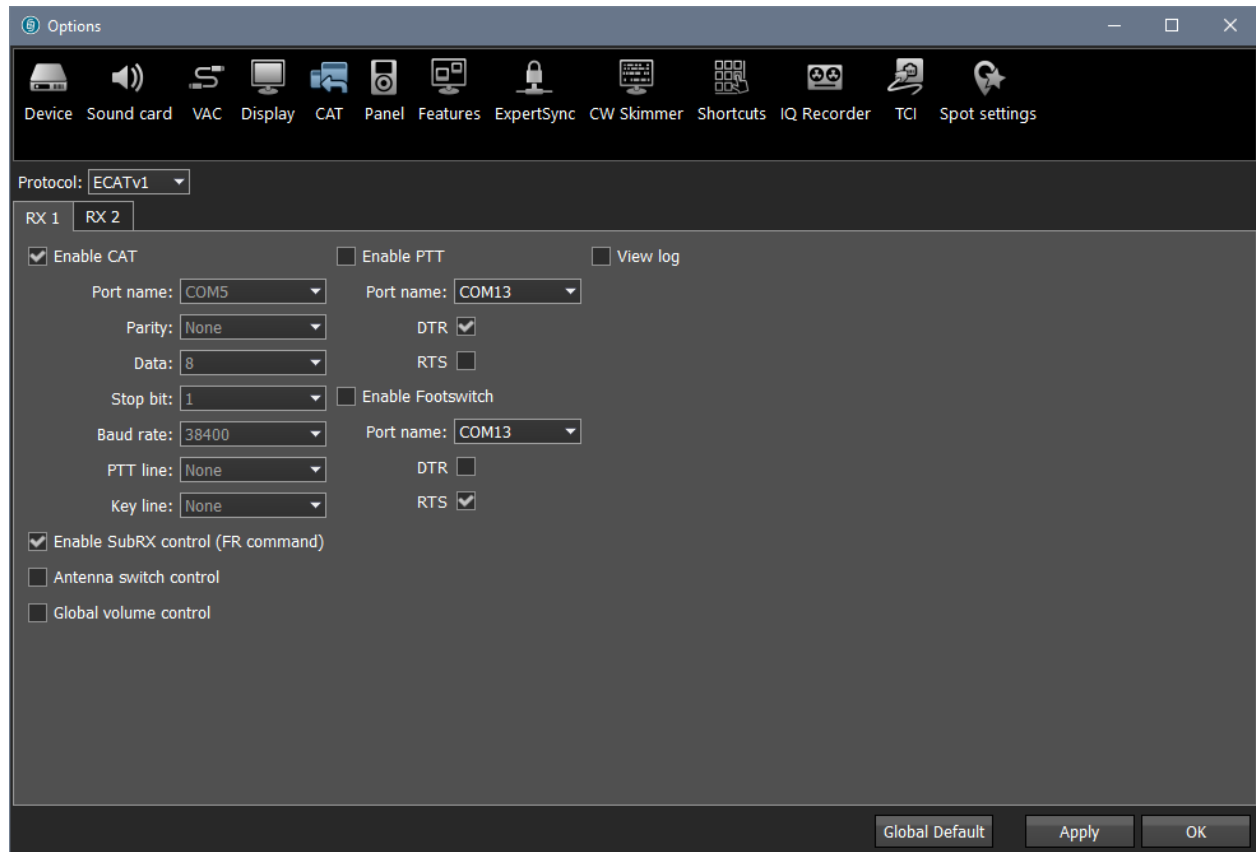 Options
Device Sound card VAC Display CAT Panel Features ExpertSync CW Skimmer Shortcuts IQ Recorder TCI Spot settings
Protocol: ECATv1
RX 1 RX 2
Enable CAT Enable PTT View log
Port name: COM5 Port name: COM13
Parity: None DTR
Data: 8 RTS
Stop bit: 1 Enable Footswitch
Baud rate: 38400 Port name: COM13
PTT line: None DTR
Key line: None RTS
Enable SubRX control (FR command)
Antenna switch control
Global volume control
Global Default Apply OK